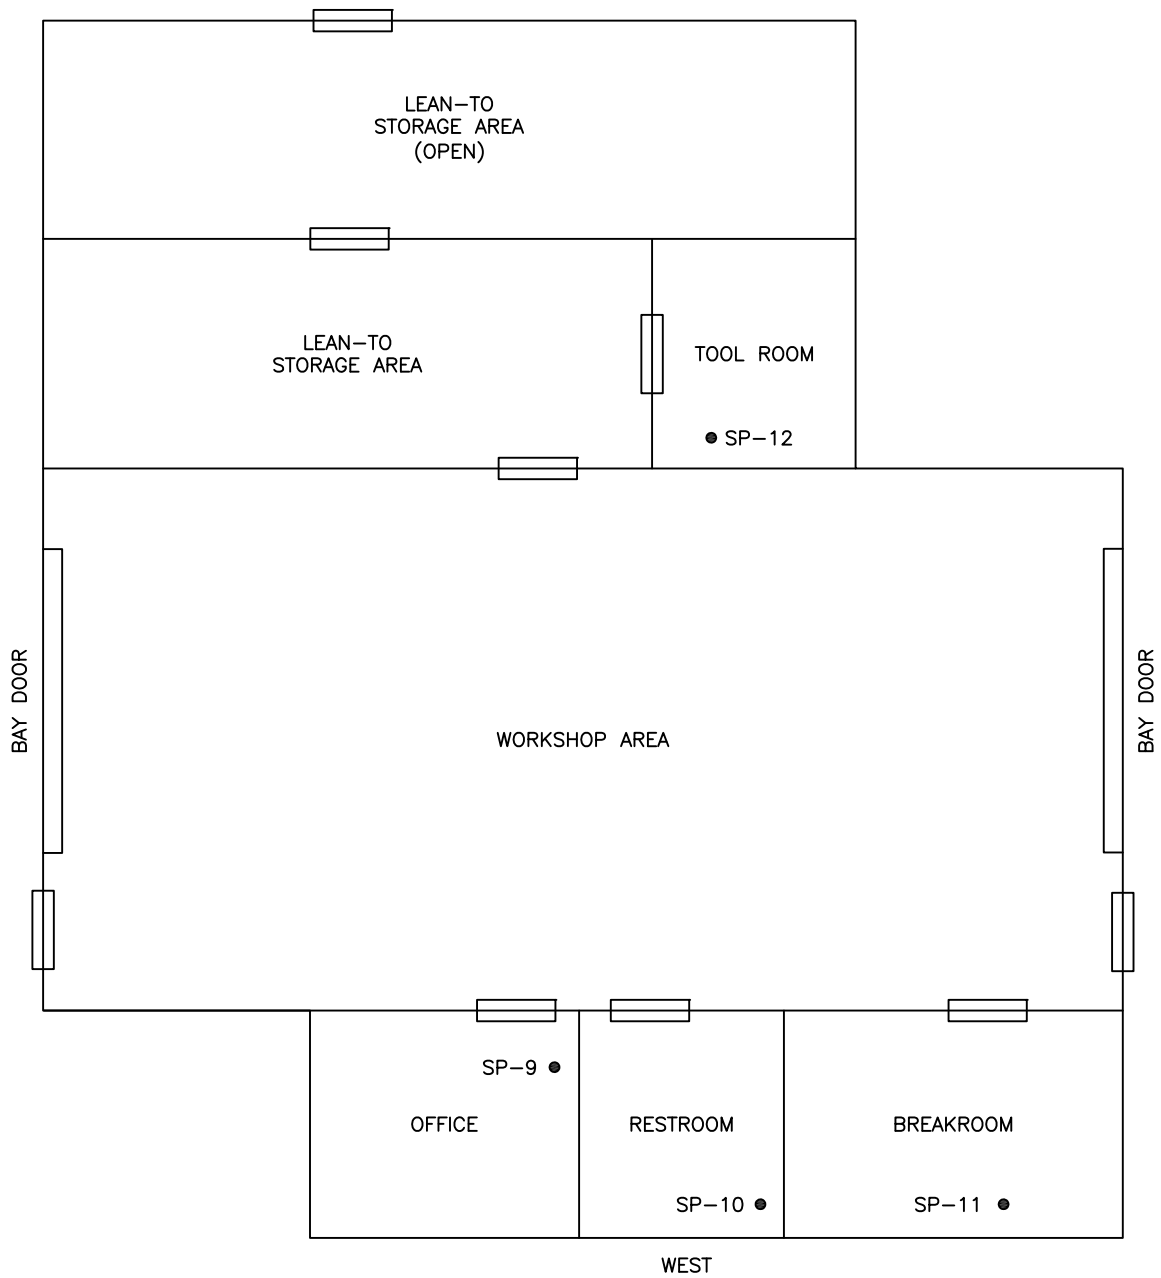 LEAN-TO
STORAGE AREA
(OPEN)
LEAN-TO
STORAGE AREA
TOOL ROOM
SP-12
BAY DOOR
BAY DOOR
WORKSHOP AREA
SP-9
OFFICE
RESTROOM
BREAKROOM
SP-10
SP-11
WEST